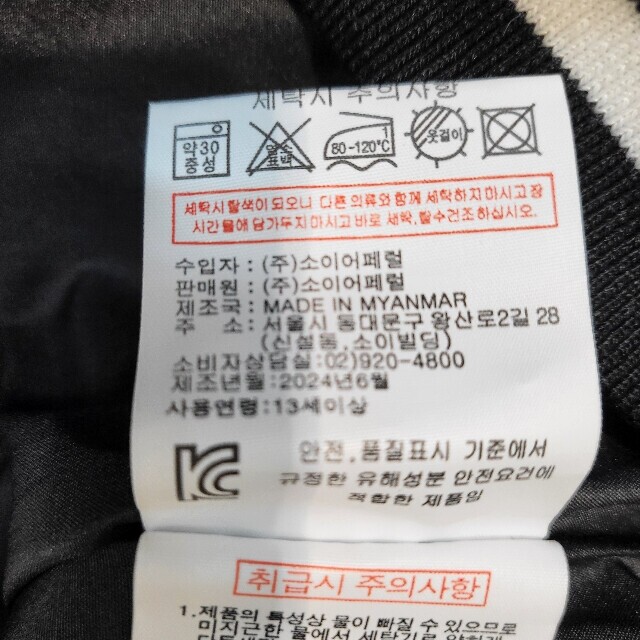 세탁시 주의사항
약30 중성
염소 표백
80-120℃
옷걸이
세탁시 탈색이 되오니 다른 의류와 함께 세탁하지마시고 장
시간 물에 담가두지마시고 바로 세탁,탈수건조하십시오.
수입자 : (주)소이어페럴
판매원 : (주)소이어페럴
제조국 : MADE IN MYANMAR
주 소 : 서울시 동대문구 왕산로2길 28
(신설동,소이빌딩)
소비자상담실:02)920-4800
제조년월:2024년6월
사용연령:13세이상
안전,품질표시 기준에서
규정한 유해성분 안전요건에
적합한 제품임
취급시 주의사항
1.제품의 특성상 물이 빠질 수 있으므로
미지근한 물에서